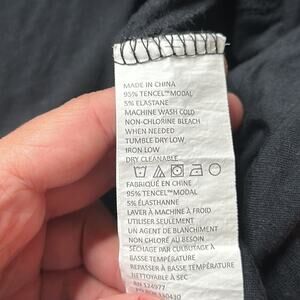 MADE IN CHINA
95% TENCEL™MODAL
5% ELASTANE
MACHINE WASH COLD
NON-CHLORINE BLEACH
WHEN NEEDED
TUMBLE DRY LOW
IRON LOW
DRY CLEANABLE
FABRIQUÉ EN CHINE
95% TENCEL™MODAL
5% ÉLASTHANNE
LAVER À MACHINE À FROID
UTILISER SEULEMENT
UN AGENT DE BLANCHIMENT
NON CHLORÉ AU BESOIN
SÉCHAGE PAR CULBUTAGE À
BASSE TEMPÉRATURE
REPASSER À BASSE TEMPÉRATURE
NETTOYABLE À SEC
RN 124977